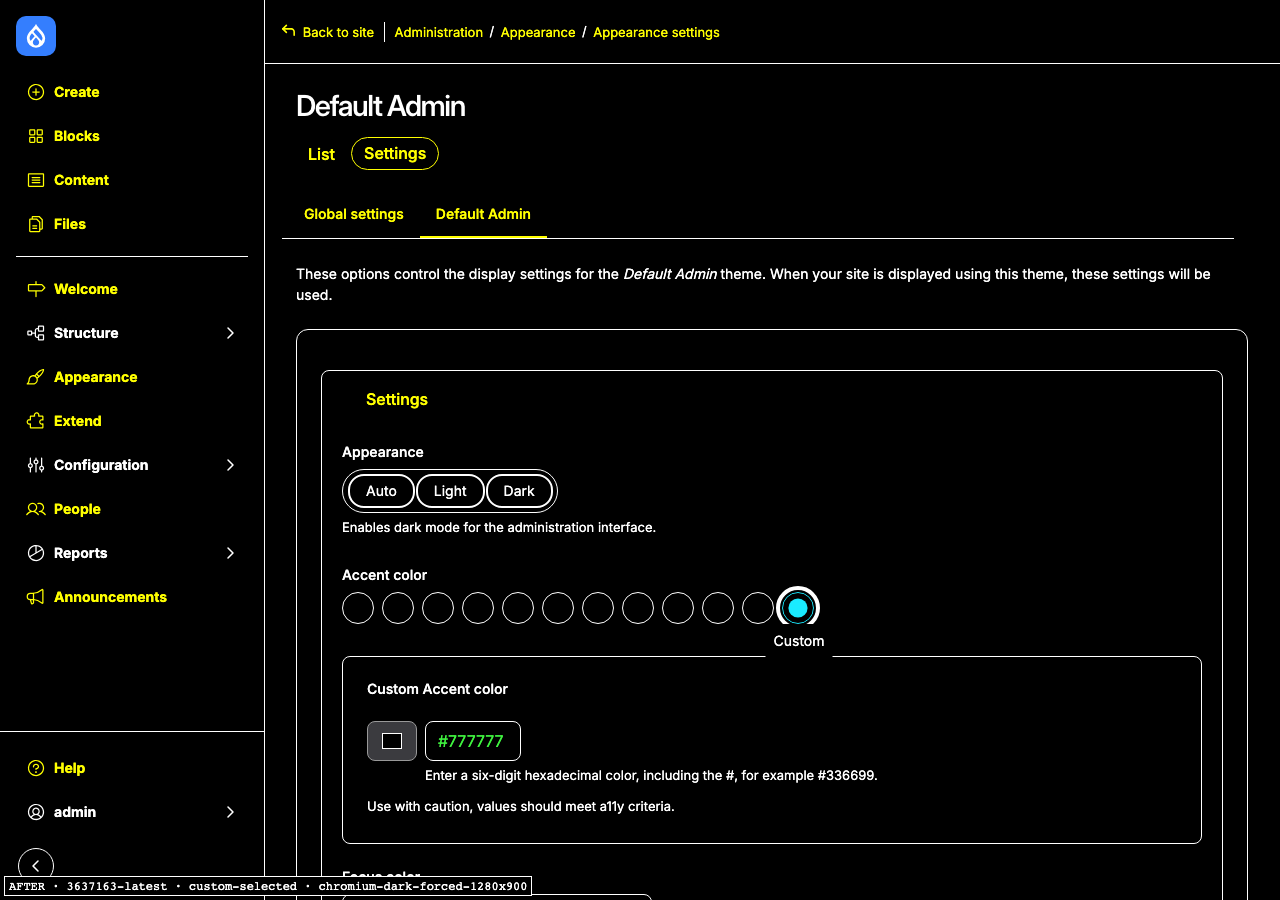 Back to site
Administration / Appearance / Appearance settings
Create
Blocks
Content
Files
Welcome
Structure
Appearance
Extend
Configuration
People
Reports
Announcements
Help
admin
Default Admin
List
Settings
Global settings
Default Admin
These options control the display settings for the Default Admin theme. When your site is displayed using this theme, these settings will be
used.
Settings
Appearance
Auto
Light
Dark
Enables dark mode for the administration interface.
Accent color
Custom
Custom Accent color
#777777
Enter a six-digit hexadecimal color, including the #, for example #336699.
Use with caution, values should meet a11y criteria.
Focus color
AFTER · 3637163-latest · custom-selected · chromium-dark-forced-1280x900